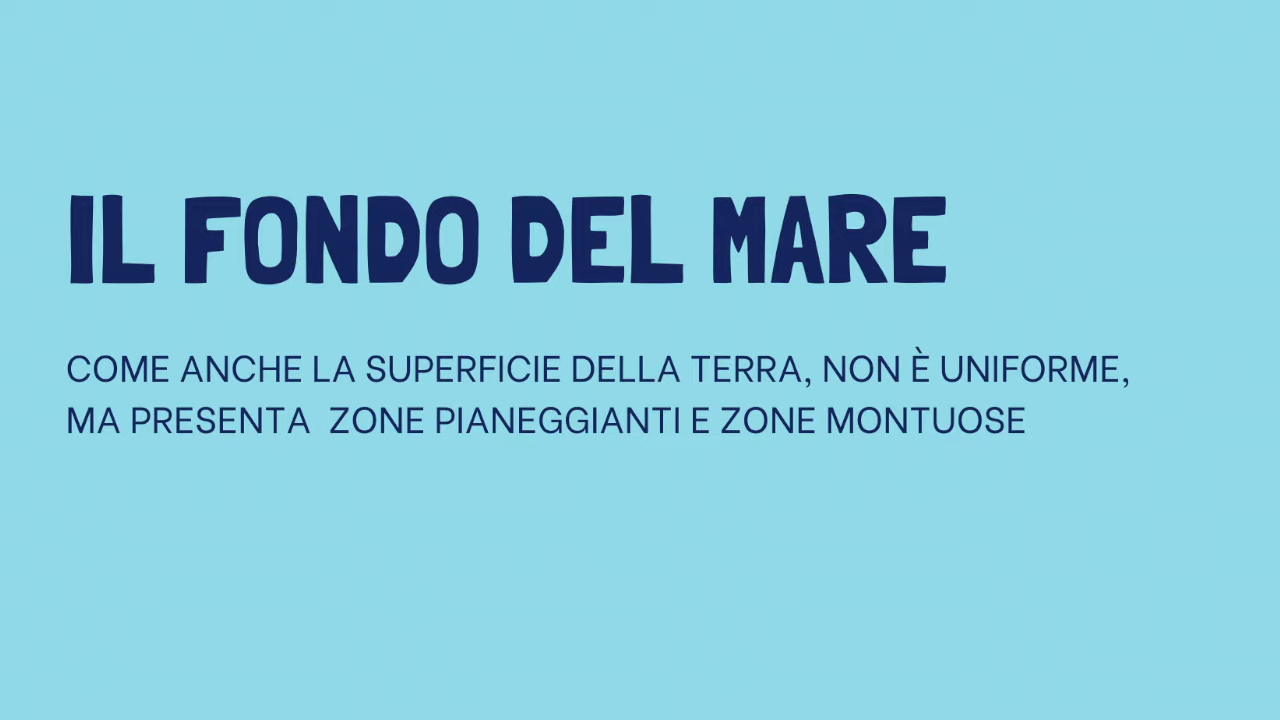 IL FONDO DEL MARE
COME ANCHE LA SUPERFICIE DELLA TERRA, NON È UNIFORME,
MA PRESENTA  ZONE PIANEGGIANTI E ZONE MONTUOSE